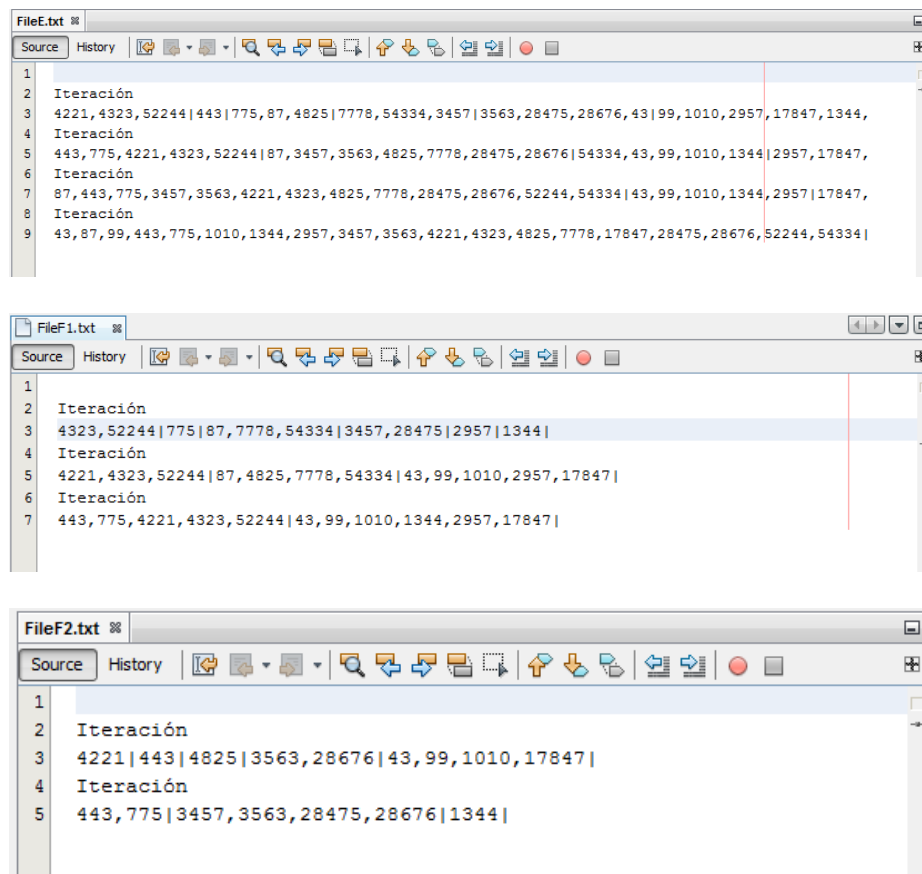 FileE.txt
Source History
1
2 Iteración
3 4221,4323,52244|443|775,87,4825|7778,54334,3457|3563,28475,28676,43|99,1010,2957,17847,1344,
4 Iteración
5 443,775,4221,4323,52244|87,3457,3563,4825,7778,28475,28676|54334,43,99,1010,1344|2957,17847,
6 Iteración
7 87,443,775,3457,3563,4221,4323,4825,7778,28475,28676,52244,54334|43,99,1010,1344,2957|17847,
8 Iteración
9 43,87,99,443,775,1010,1344,2957,3457,3563,4221,4323,4825,7778,17847,28475,28676,52244,54334|
FileF1.txt
Source History
1
2 Iteración
3 4323,52244|775|87,7778,54334|3457,28475|2957|1344|
4 Iteración
5 4221,4323,52244|87,4825,7778,54334|43,99,1010,2957,17847|
6 Iteración
7 443,775,4221,4323,52244|43,99,1010,1344,2957,17847|
FileF2.txt
Source History
1
2 Iteración
3 4221|443|4825|3563,28676|43,99,1010,17847|
4 Iteración
5 443,775|3457,3563,28475,28676|1344|